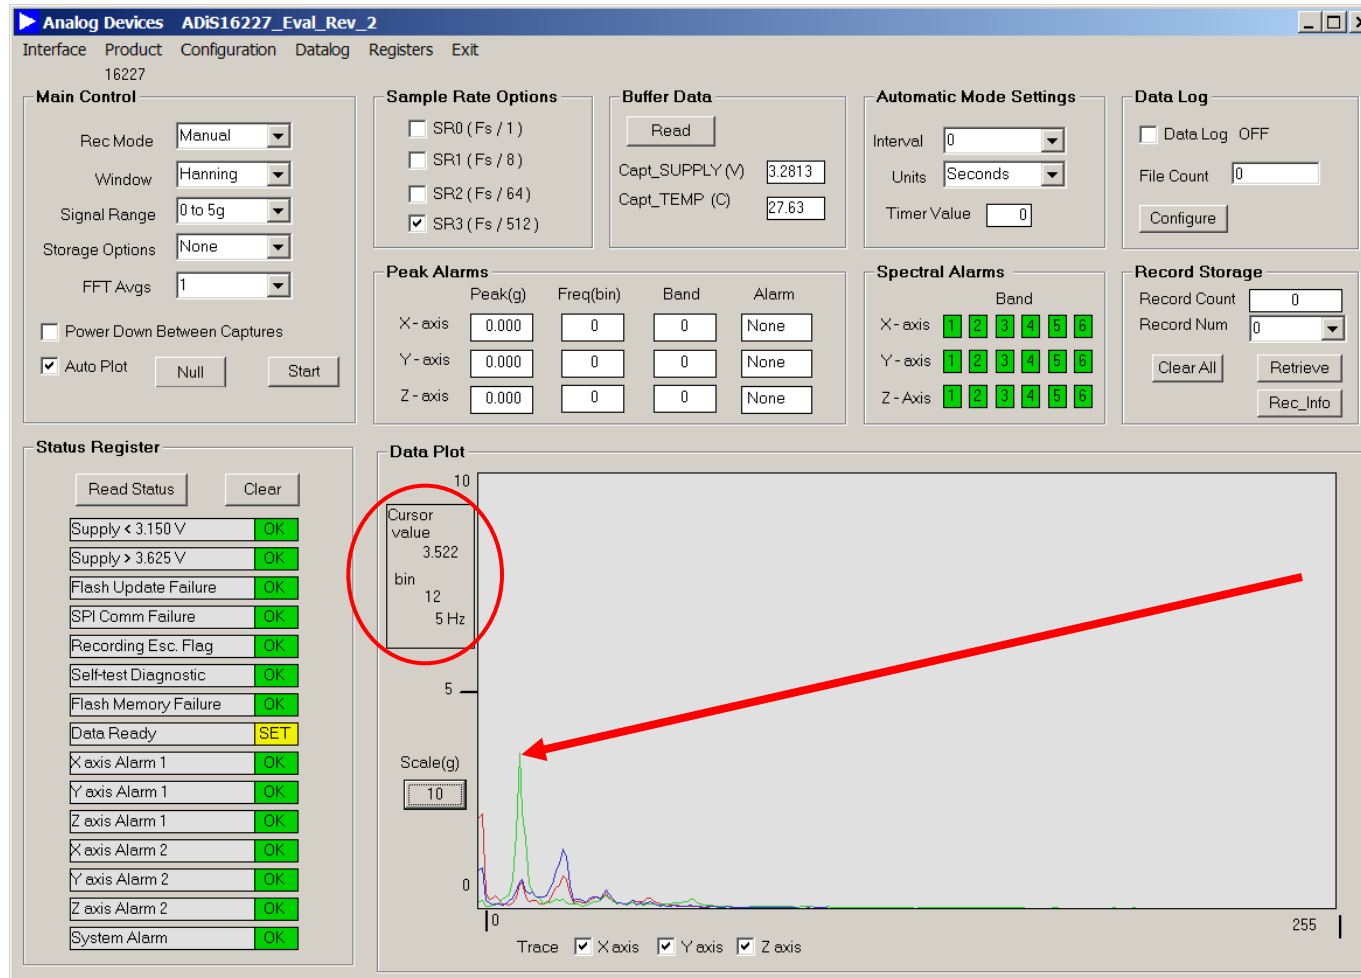 Analog Devices ADiS16227_Eval_Rev_2
Interface Product Configuration Datalog Registers Exit
16227
Main Control
Rec Mode Manual
Window Hanning
Signal Range 0 to 5g
Storage Options None
FFT Avgs 1
Power Down Between Captures
Auto Plot Null Start
Sample Rate Options
SR0 ( Fs / 1 )
SR1 ( Fs / 8 )
SR2 ( Fs / 64 )
SR3 ( Fs / 512 )
Buffer Data
Read
Capt_SUPPLY (V) 3.2813
Capt_TEMP (C) 27.63
Automatic Mode Settings
Interval 0
Units Seconds
Timer Value 0
Data Log
Data Log OFF
File Count 0
Configure
Peak Alarms
Peak(g) Freq(bin) Band Alarm
X - axis 0.000 0 0 None
Y - axis 0.000 0 0 None
Z - axis 0.000 0 0 None
Spectral Alarms
Band
X - axis 1 2 3 4 5 6
Y - axis 1 2 3 4 5 6
Z - Axis 1 2 3 4 5 6
Record Storage
Record Count 0
Record Num 0
Clear All Retrieve
Rec_Info
Status Register
Read Status Clear
Supply < 3.150 V OK
Supply > 3.625 V OK
Flash Update Failure OK
SPI Comm Failure OK
Recording Esc. Flag OK
Self-test Diagnostic OK
Flash Memory Failure OK
Data Ready SET
X axis Alarm 1 OK
Y axis Alarm 1 OK
Z axis Alarm 1 OK
X axis Alarm 2 OK
Y axis Alarm 2 OK
Z axis Alarm 2 OK
System Alarm OK
Data Plot
10
Cursor
value
3.522
bin
12
5 Hz
5
Scale(g)
10
0
0 255
Trace X axis Y axis Z axis